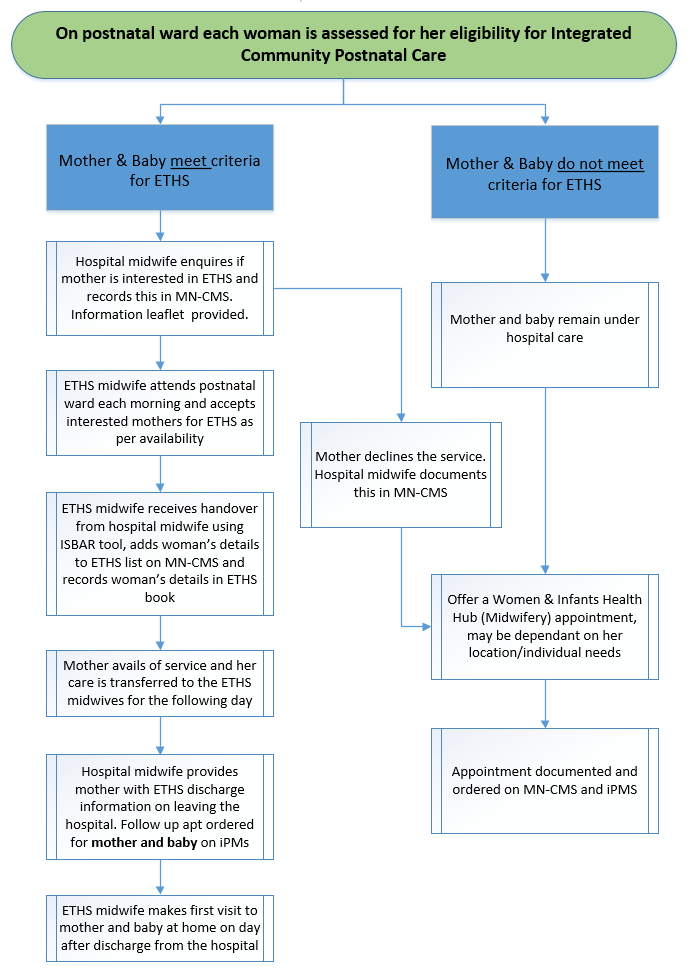 On postnatal ward each woman is assessed for her eligibility for Integrated
Community Postnatal Care
Mother & Baby meet criteria
for ETHS
Mother & Baby do not meet
criteria for ETHS
Hospital midwife enquires if
mother is interested in ETHS and
records this in MN-CMS.
Information leaflet provided.
Mother and baby remain under
hospital care
ETHS midwife attends postnatal
ward each morning and accepts
interested mothers for ETHS as
per availability
Mother declines the service.
Hospital midwife documents
this in MN-CMS
ETHS midwife receives handover
from hospital midwife using
ISBAR tool, adds woman's details
to ETHS list on MN-CMS and
records woman's details in ETHS
book
Offer a Women & Infants Health
Hub (Midwifery) appointment,
may be dependant on her
location/individual needs
Mother avails of service and her
care is transferred to the ETHS
midwives for the following day
Appointment documented and
ordered on MN-CMS and iPMS
Hospital midwife provides
mother with ETHS discharge
information on leaving the
hospital. Follow up apt ordered
for mother and baby on iPMs
ETHS midwife makes first visit to
mother and baby at home on day
after discharge from the hospital